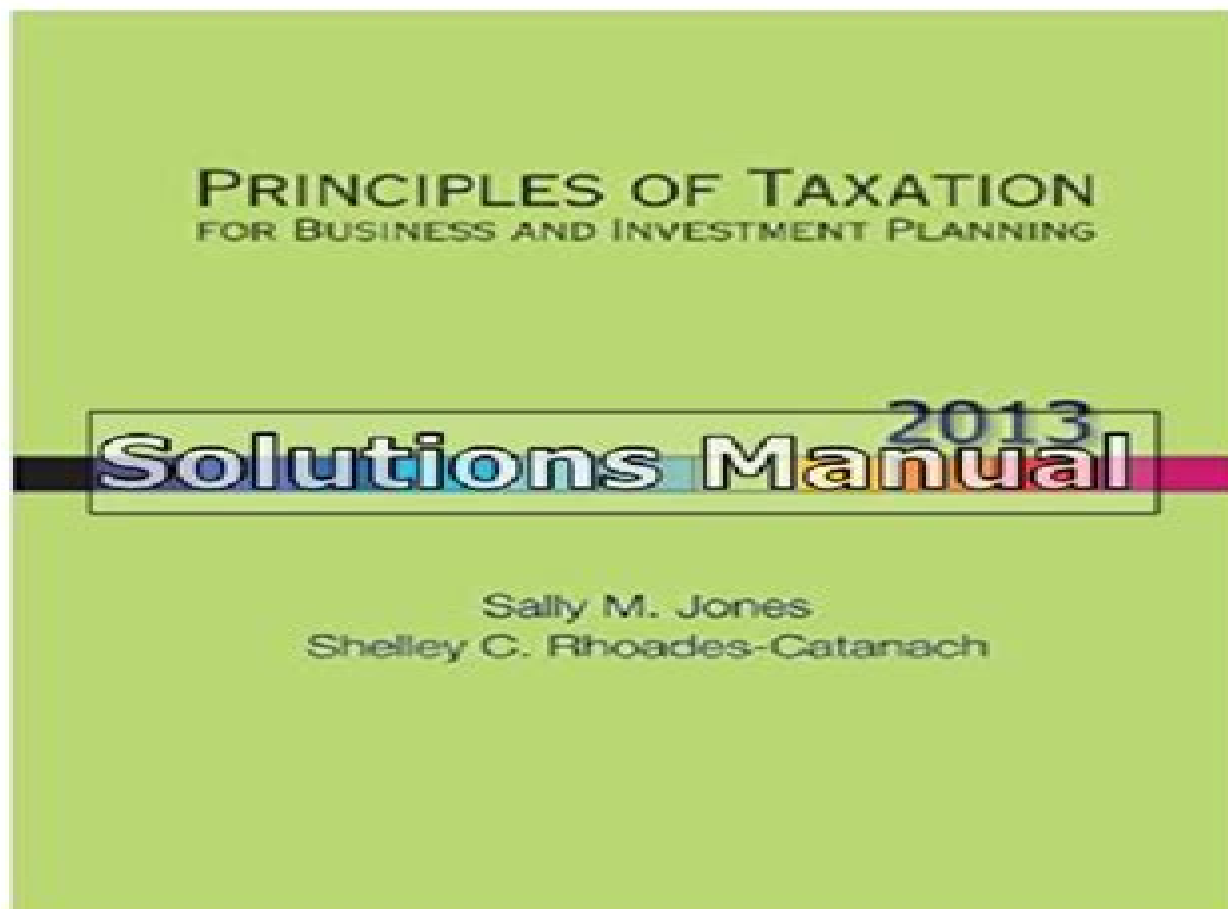 PRINCIPLES OF TAXATION
FOR BUSINESS AND INVESTMENT PLANNING
2013
Solutions Manual
Sally M. Jones
Shelley C. Rhoades-Catanach